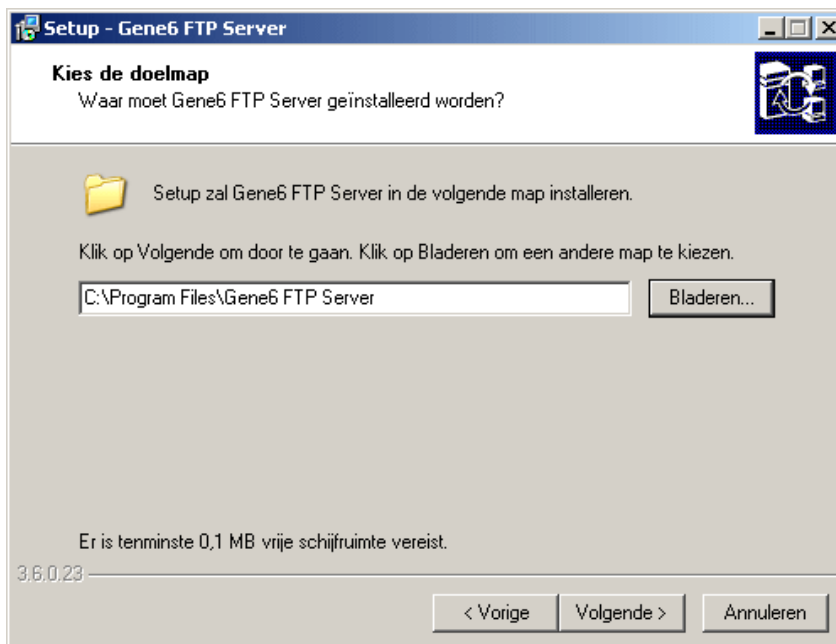 Setup - Gene6 FTP Server
Kies de doelmap
Waar moet Gene6 FTP Server geïnstalleerd worden?
Setup zal Gene6 FTP Server in de volgende map installeren.
Klik op Volgende om door te gaan. Klik op Bladeren om een andere map te kiezen.
C:\Program Files\Gene6 FTP Server
Bladeren...
Er is tenminste 0,1 MB vrije schijfruimte vereist.
3.6.0.23
< Vorige
Volgende >
Annuleren